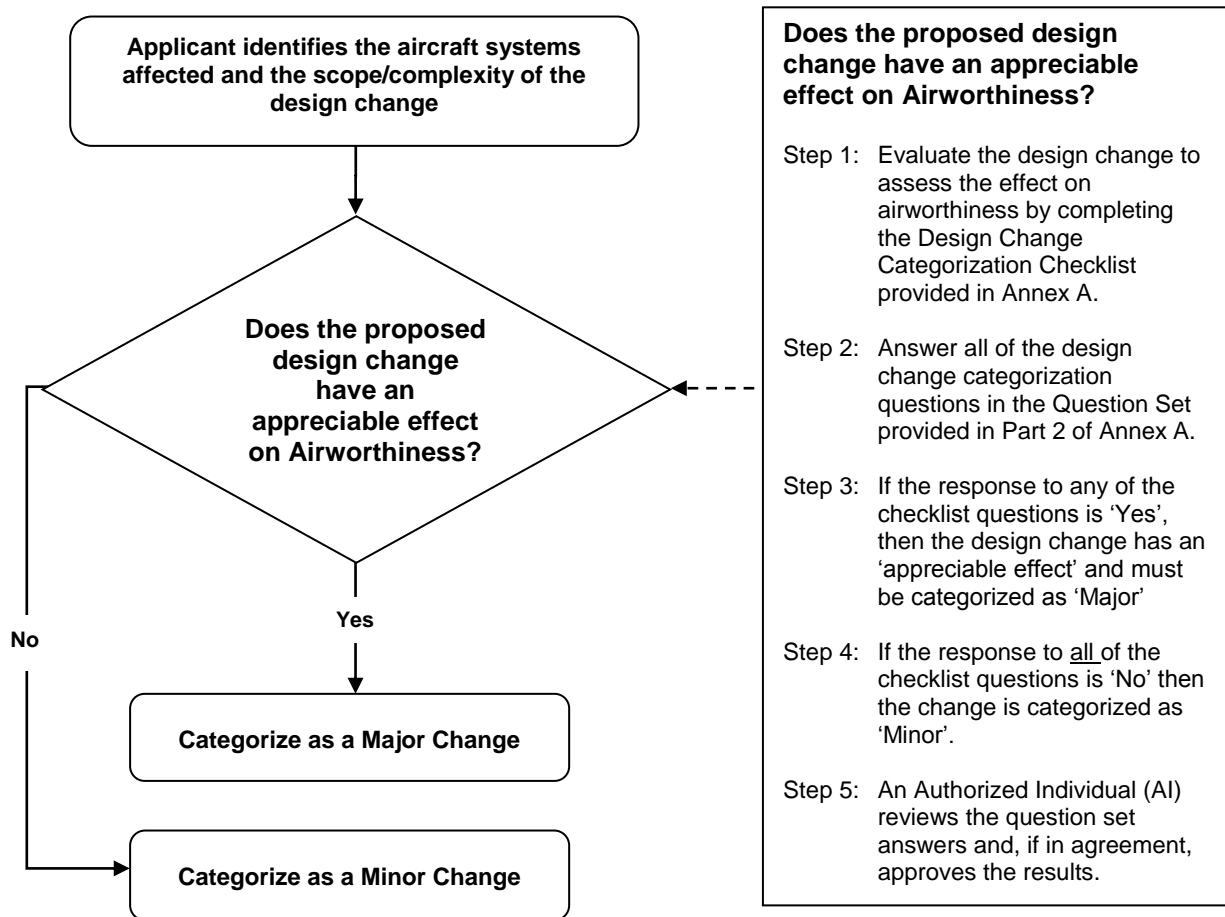 Applicant identifies the aircraft systems
affected and the scope/complexity of the
design change
Does the proposed
design change
have an
appreciable effect
on Airworthiness?
No
Yes
Categorize as a Major Change
Categorize as a Minor Change
Does the proposed design
change have an appreciable
effect on Airworthiness?
Step 1: Evaluate the design change to
assess the effect on
airworthiness by completing
the Design Change
Categorization Checklist
provided in Annex A.
Step 2: Answer all of the design
change categorization
questions in the Question Set
provided in Part 2 of Annex A.
Step 3: If the response to any of the
checklist questions is ‘Yes’,
then the design change has an
‘appreciable effect’ and must
be categorized as ‘Major’
Step 4: If the response to all of the
checklist questions is ‘No’ then
the change is categorized as
‘Minor’.
Step 5: An Authorized Individual (AI)
reviews the question set
answers and, if in agreement,
approves the results.